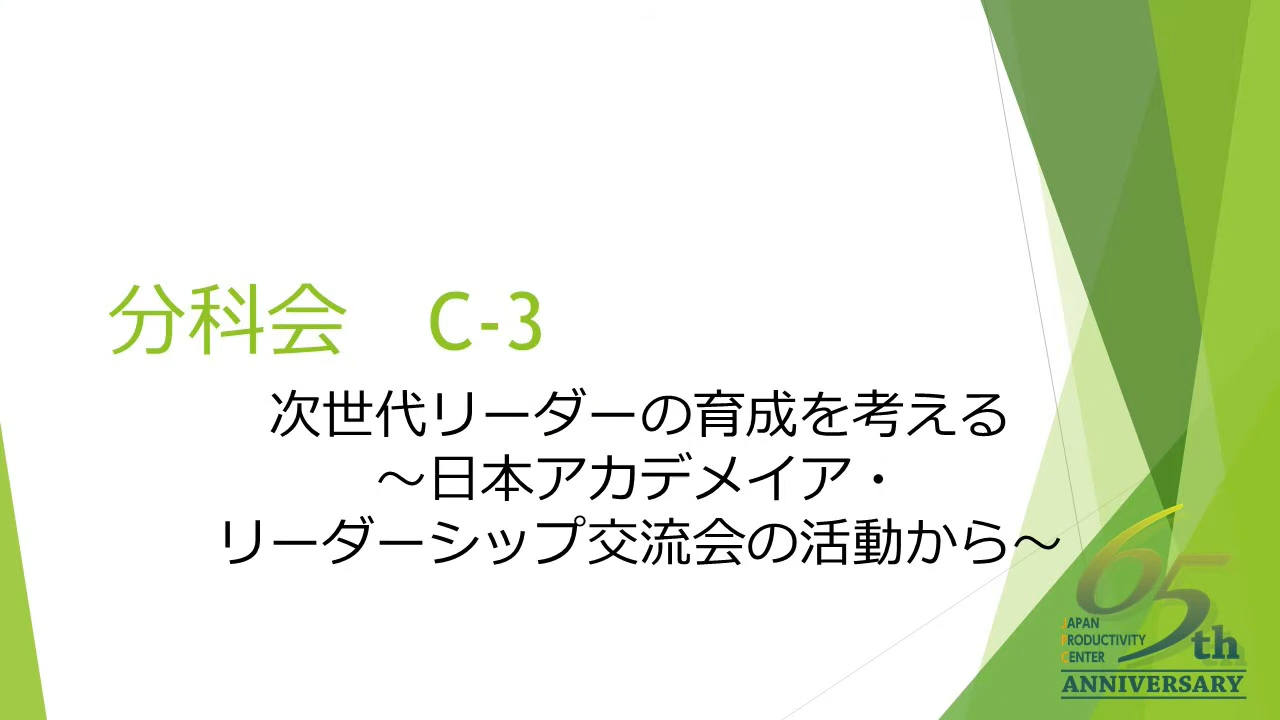 分科会　C-3
次世代リーダーの育成を考える
～日本アカデメイア・
リーダーシップ交流会の活動から～
65th
JAPAN
PRODUCTIVITY
CENTER
ANNIVERSARY